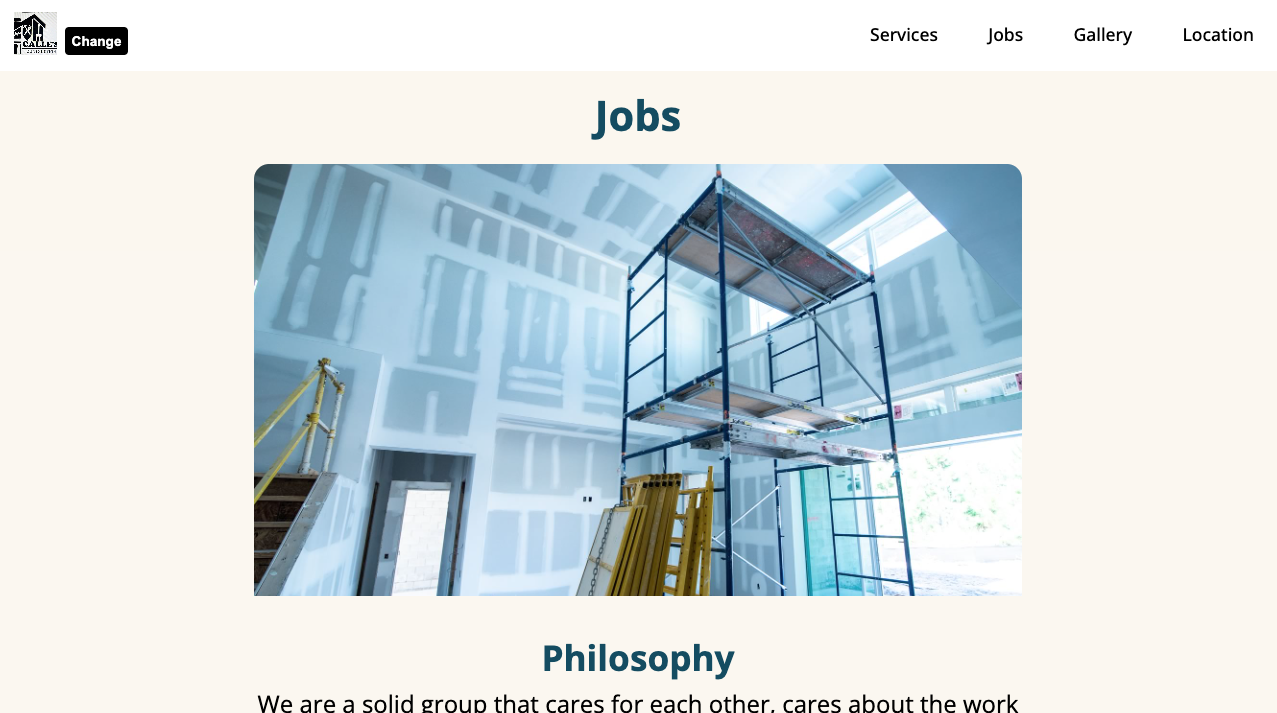 CALLE'S
Change
Services
Jobs
Gallery
Location
Jobs
Philosophy
We are a solid group that cares for each other, cares about the work